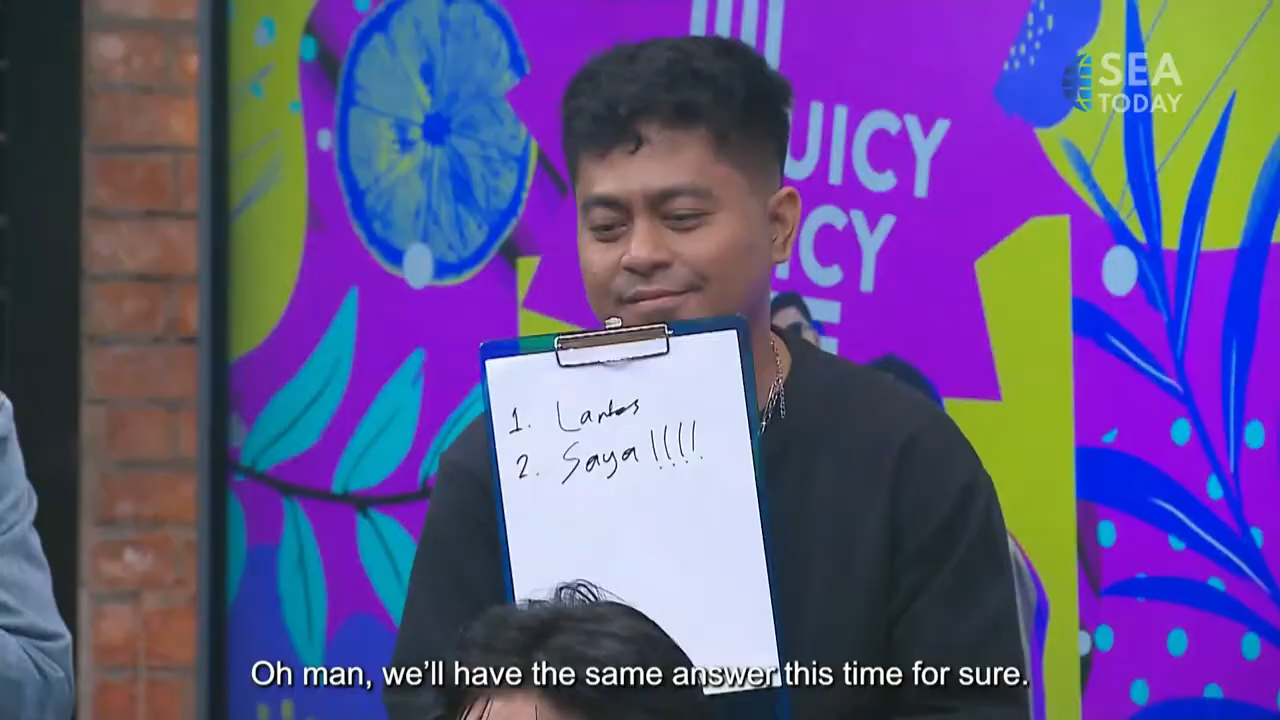 SEA
TODAY
UICY
ICY
1. Lantas
2. Saya !!!!
Oh man, we'll have the same answer this time for sure.